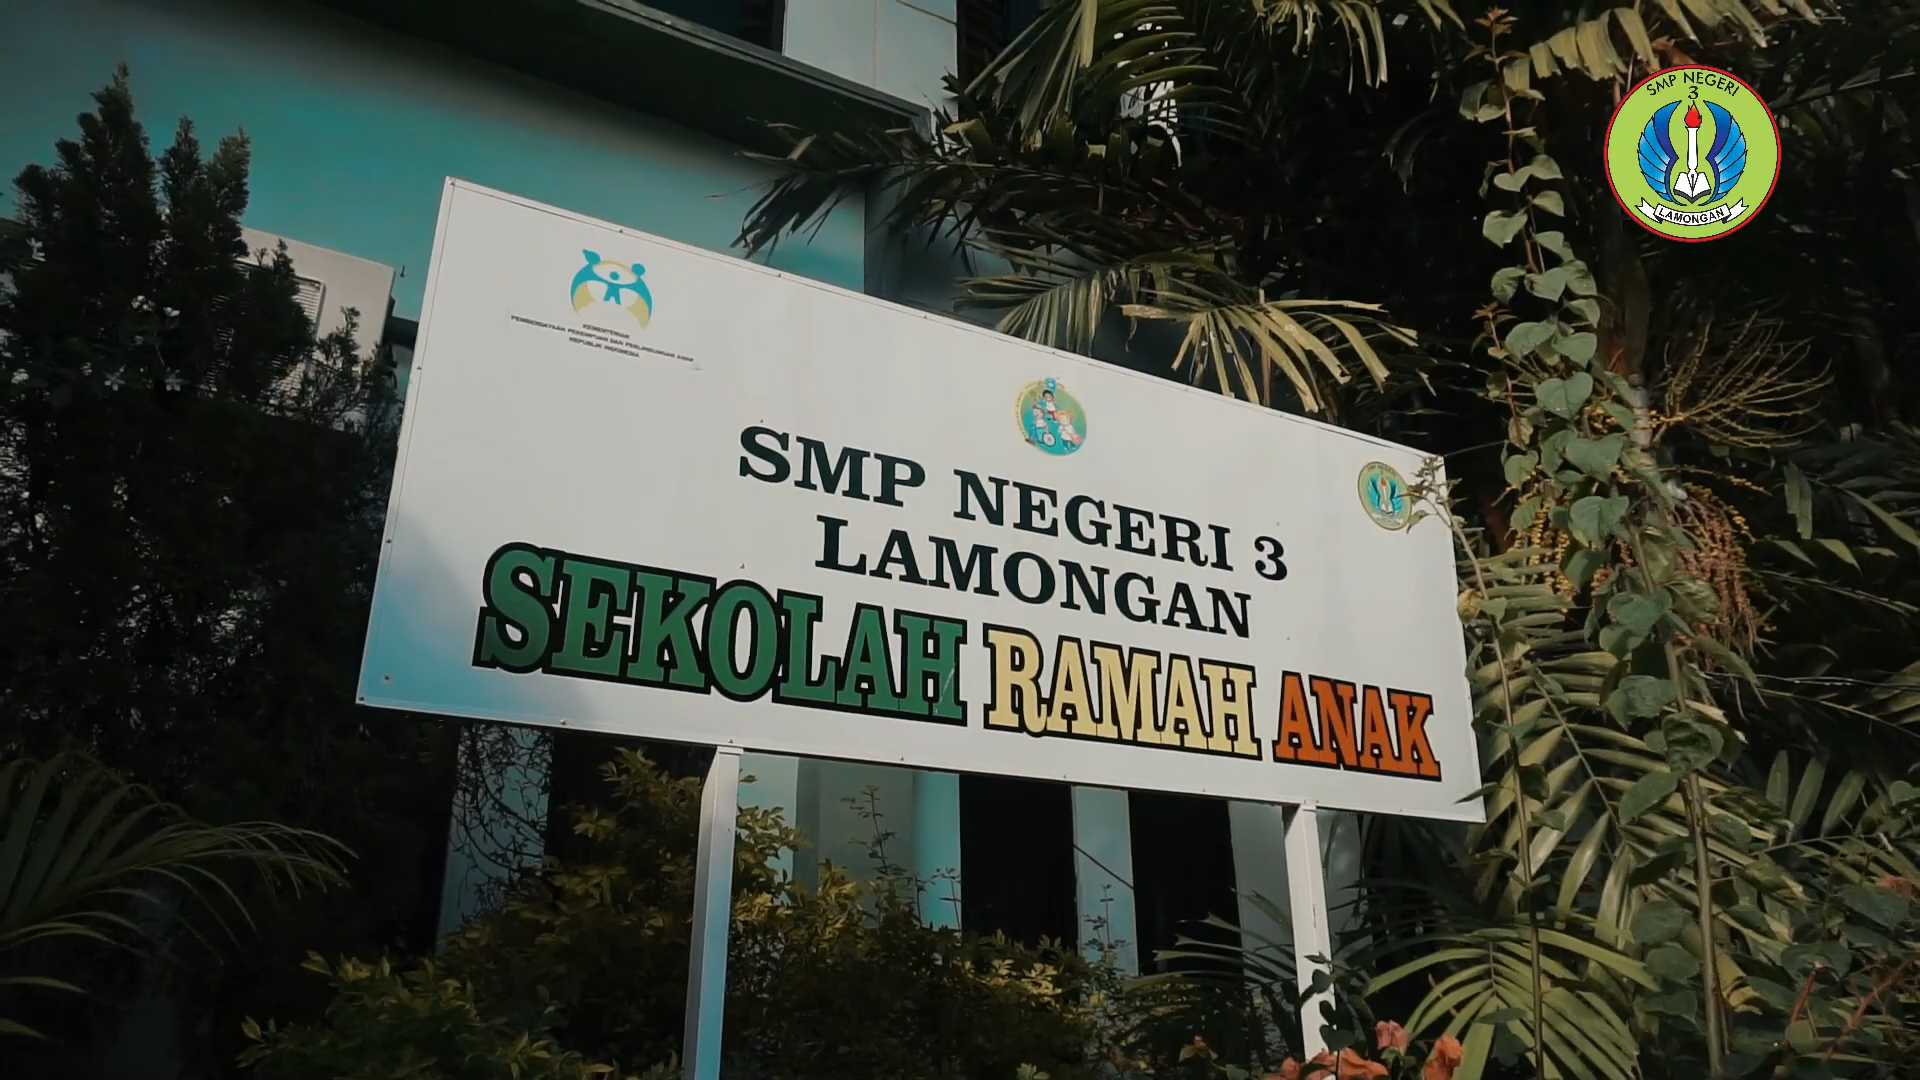 SMP NEGERI
3
LAMONGAN
KEMENTERIAN
PEMBERDAYAAN PEREMPUAN DAN PERLINDUNGAN ANAK
REPUBLIK INDONESIA
SMP NEGERI 3
LAMONGAN
SEKOLAH RAMAH ANAK